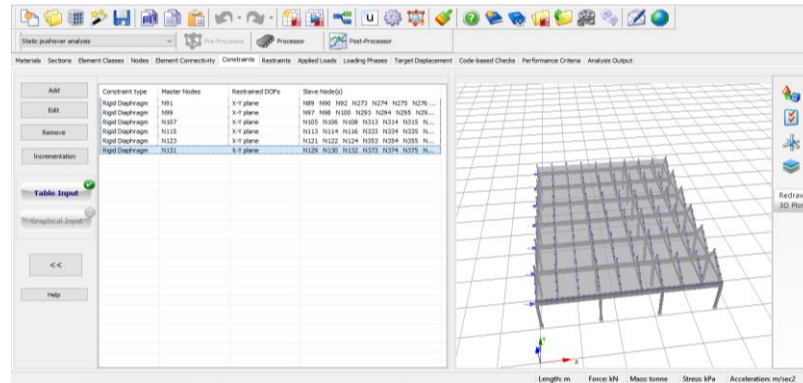 Static pushover analysis
Pre-Processor
Processor
Post-Processor
Materials Sections Element Classes Nodes Element Connectivity Constraints Restraints Applied Loads Loading Phases Target Displacement Code-based Checks Performance Criteria Analysis Output
Add
Edit
Remove
Incrementation
Table Input
Graphical Input
<<
Help
Constraint type Master Nodes Restrained DOFs Slave Node(s)
Rigid Diaphragm N91 X-Y plane N89 N90 N92 N273 N274 N275 N276 ...
Rigid Diaphragm N99 X-Y plane N97 N98 N100 N293 N294 N295 N29...
Rigid Diaphragm N107 X-Y plane N105 N106 N108 N313 N314 N315 N...
Rigid Diaphragm N115 X-Y plane N113 N114 N116 N333 N334 N335 N...
Rigid Diaphragm N123 X-Y plane N121 N122 N124 N353 N354 N355 N...
Rigid Diaphragm N131 X-Y plane N129 N130 N132 N373 N374 N375 N...
Redraw
3D Plot
Y
X
Length: m Force: kN Mass: tonne Stress: kPa Acceleration: m/sec2